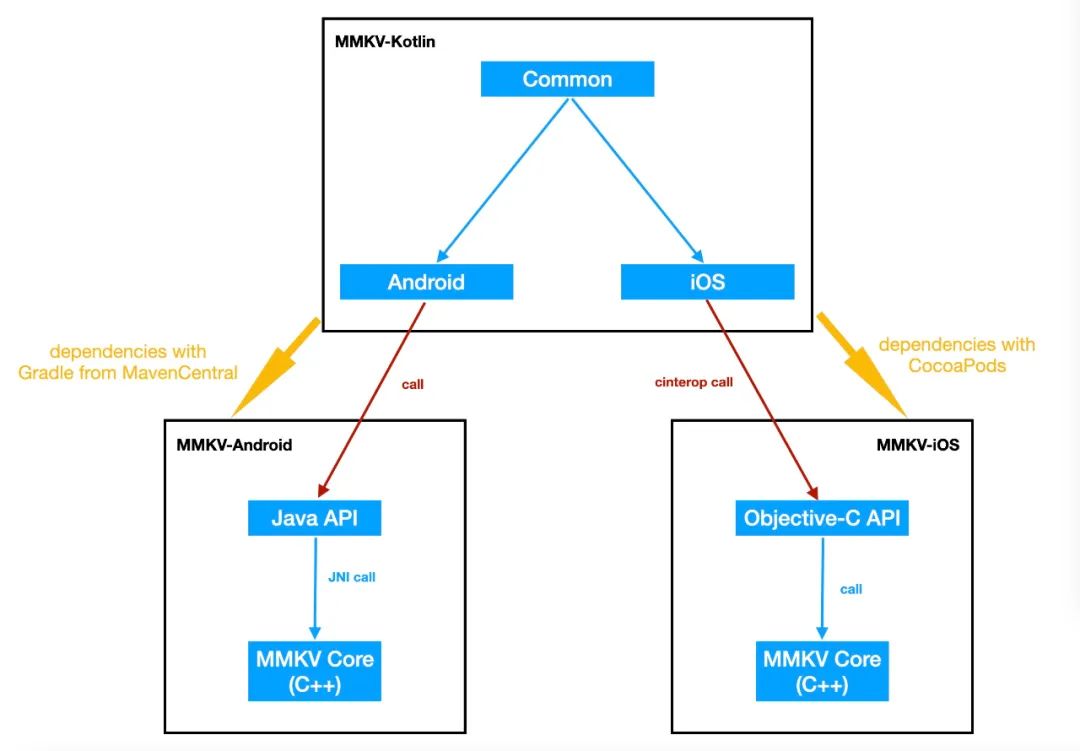 MMKV-Kotlin
Common
Android
iOS
dependencies with
Gradle from MavenCentral
call
cinterop call
dependencies with
CocoaPods
MMKV-Android
MMKV-iOS
Java API
Objective-C API
JNI call
call
MMKV Core
(C++)
MMKV Core
(C++)